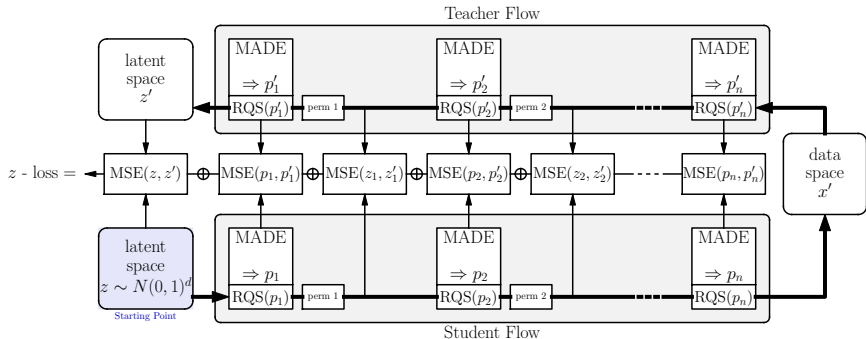 Teacher Flow
latent
space
z′
MADE
⇒ p′₁
RQS(p′₁)
perm 1
MADE
⇒ p′₂
RQS(p′₂)
perm 2
MADE
⇒ p′ₙ
RQS(p′ₙ)
z - loss =
MSE(z, z′)
⊕
MSE(p₁, p′₁)
⊕
MSE(z₁, z′₁)
⊕
MSE(p₂, p′₂)
⊕
MSE(z₂, z′₂)
MSE(pₙ, p′ₙ)
data
space
x′
latent
space
z ∼ N(0, 1)ᵈ
Starting Point
MADE
⇒ p₁
RQS(p₁)
perm 1
MADE
⇒ p₂
RQS(p₂)
perm 2
MADE
⇒ pₙ
RQS(pₙ)
Student Flow